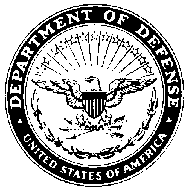 DEPARTMENT OF DEFENSE
UNITED STATES OF AMERICA